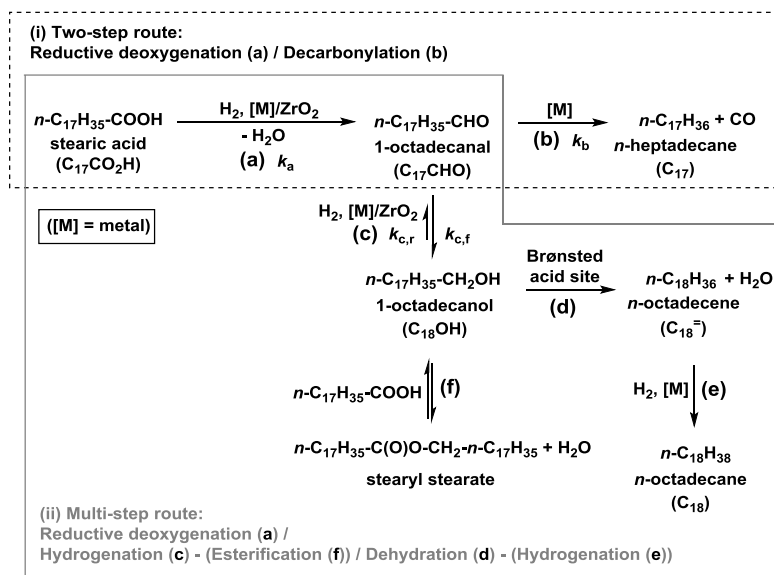 (i) Two-step route:
Reductive deoxygenation (a) / Decarbonylation (b)
n-C₁₇H₃₅-COOH
stearic acid
(C₁₇CO₂H)
H₂, [M]/ZrO₂
- H₂O
(a) kₐ
n-C₁₇H₃₅-CHO
1-octadecanal
(C₁₇CHO)
[M]
(b) k_b
n-C₁₇H₃₆ + CO
n-heptadecane
(C₁₇)
([M] = metal)
H₂, [M]/ZrO₂
(c) k_c,r
k_c,f
n-C₁₇H₃₅-CH₂OH
1-octadecanol
(C₁₈OH)
Brønsted
acid site
(d)
n-C₁₈H₃₆ + H₂O
n-octadecene
(C₁₈⁼)
n-C₁₇H₃₅-COOH
(f)
H₂, [M]
(e)
n-C₁₇H₃₅-C(O)O-CH₂-n-C₁₇H₃₅ + H₂O
stearyl stearate
n-C₁₈H₃₈
n-octadecane
(C₁₈)
(ii) Multi-step route:
Reductive deoxygenation (a) /
Hydrogenation (c) - (Esterification (f)) / Dehydration (d) - (Hydrogenation (e))